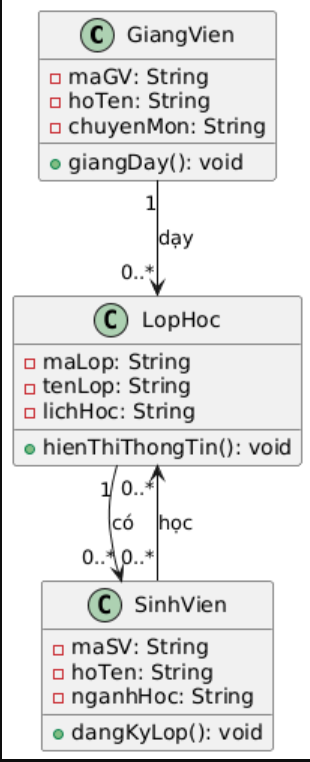 C GiangVien
maGV: String
hoTen: String
chuyenMon: String
giangDay(): void
1
dạy
0..*
C LopHoc
maLop: String
tenLop: String
lichHoc: String
hienThiThongTin(): void
1 0..*
có học
0..* 0..*
C SinhVien
maSV: String
hoTen: String
nganhHoc: String
dangKyLop(): void